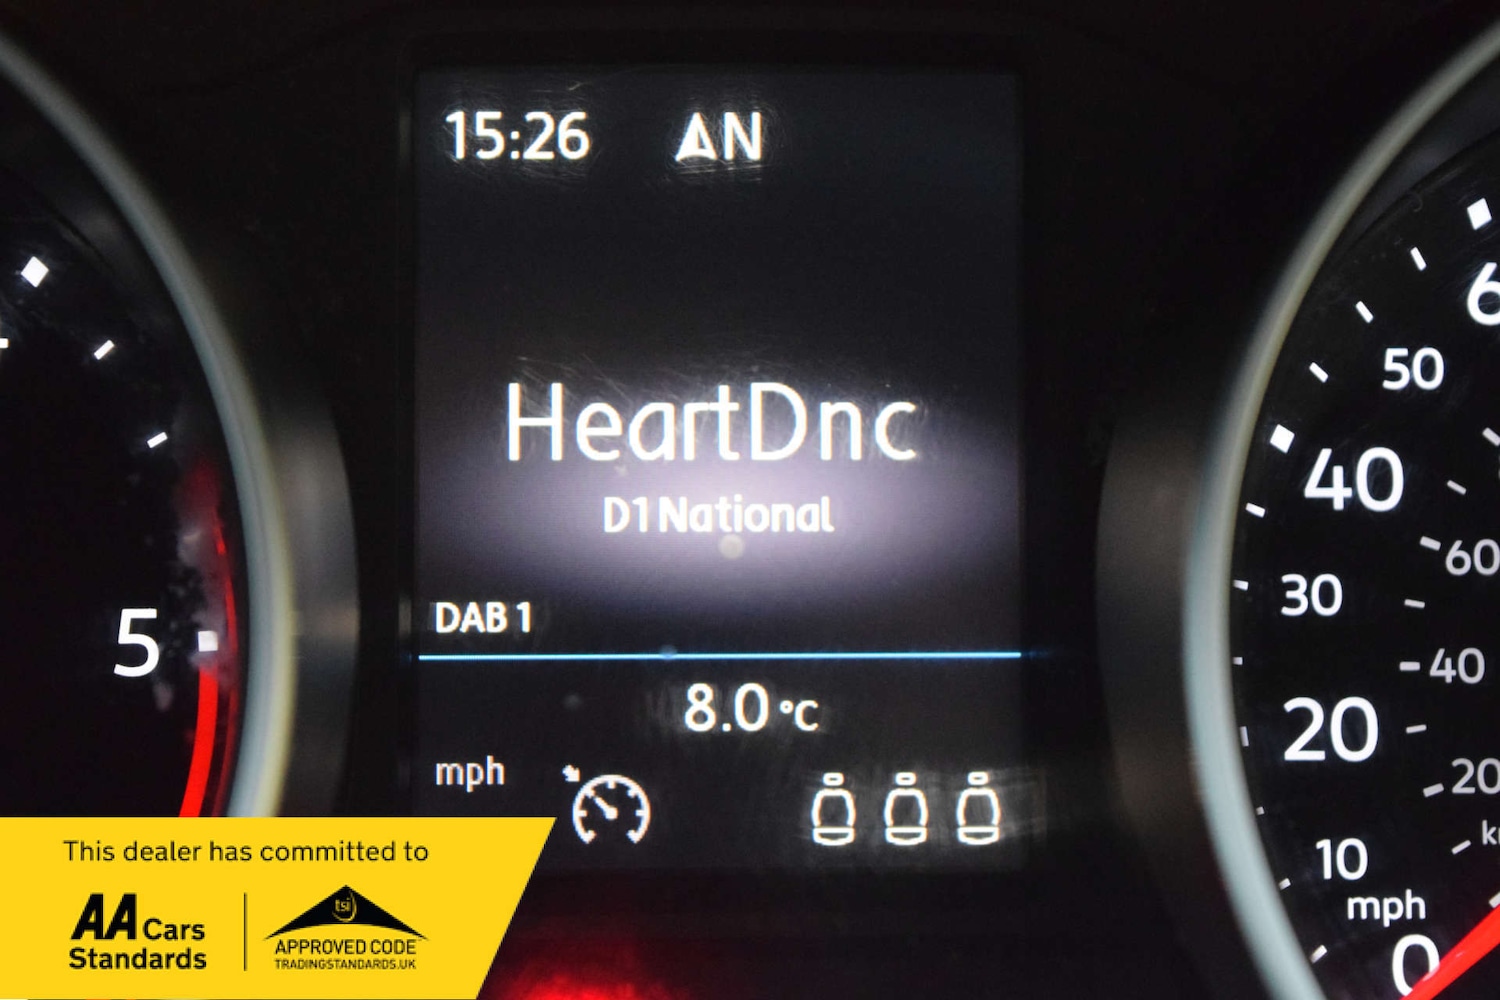 15:26 N
HeartDnc
D1 National
DAB 1
8.0 °C
mph
5
50
40
30
20
10
mph
0
60
40
20
This dealer has committed to
AA Cars
Standards
tsi
APPROVED CODE
TRADINGSTANDARDS.UK